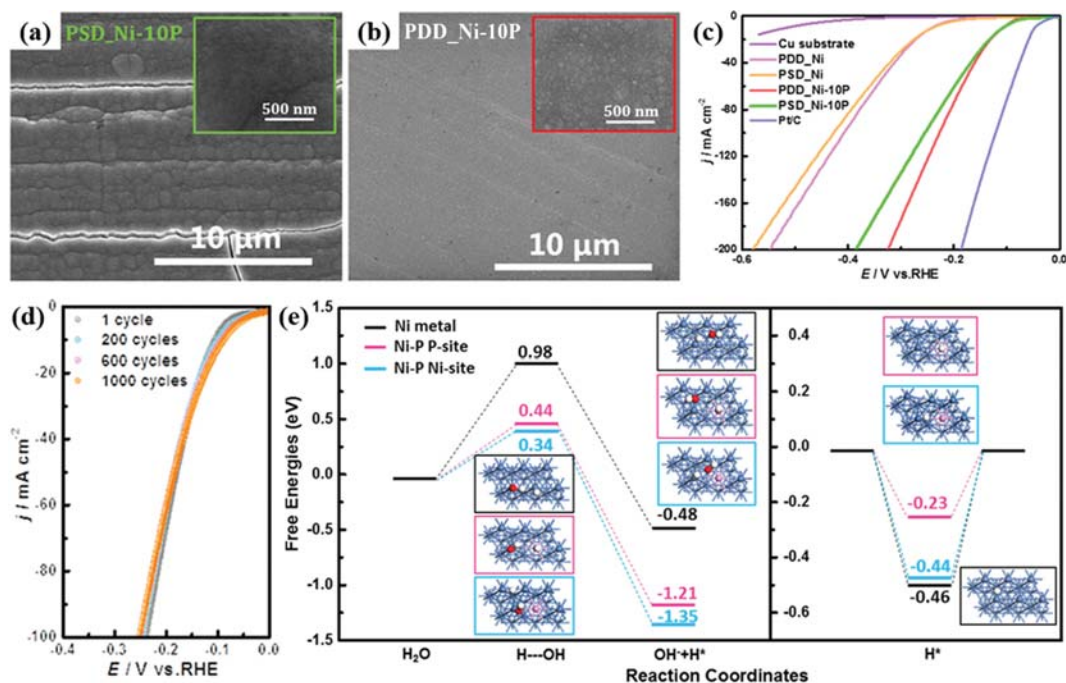 (a)
PSD_Ni-10P
500 nm
10 µm
(b)
PDD_Ni-10P
500 nm
10 µm
(c)
0
-40
-80
-120
-160
-200
j / mA cm⁻²
Cu substrate
PDD_Ni
PSD_Ni
PDD_Ni-10P
PSD_Ni-10P
Pt/C
-0.6
-0.4
-0.2
0.0
E / V vs.RHE
(d)
0
-20
-40
-60
-80
-100
j / mA cm⁻²
1 cycle
200 cycles
600 cycles
1000 cycles
-0.4
-0.3
-0.2
-0.1
0.0
E / V vs.RHE
(e)
1.5
1.0
0.5
0.0
-0.5
-1.0
-1.5
Free Energies (eV)
Ni metal
Ni-P P-site
Ni-P Ni-site
0.98
0.44
0.34
-0.48
-1.21
-1.35
H₂O
H---OH
OH⁻+H*
0.4
0.2
0.0
-0.2
-0.4
-0.6
-0.23
-0.44
-0.46
H*
Reaction Coordinates